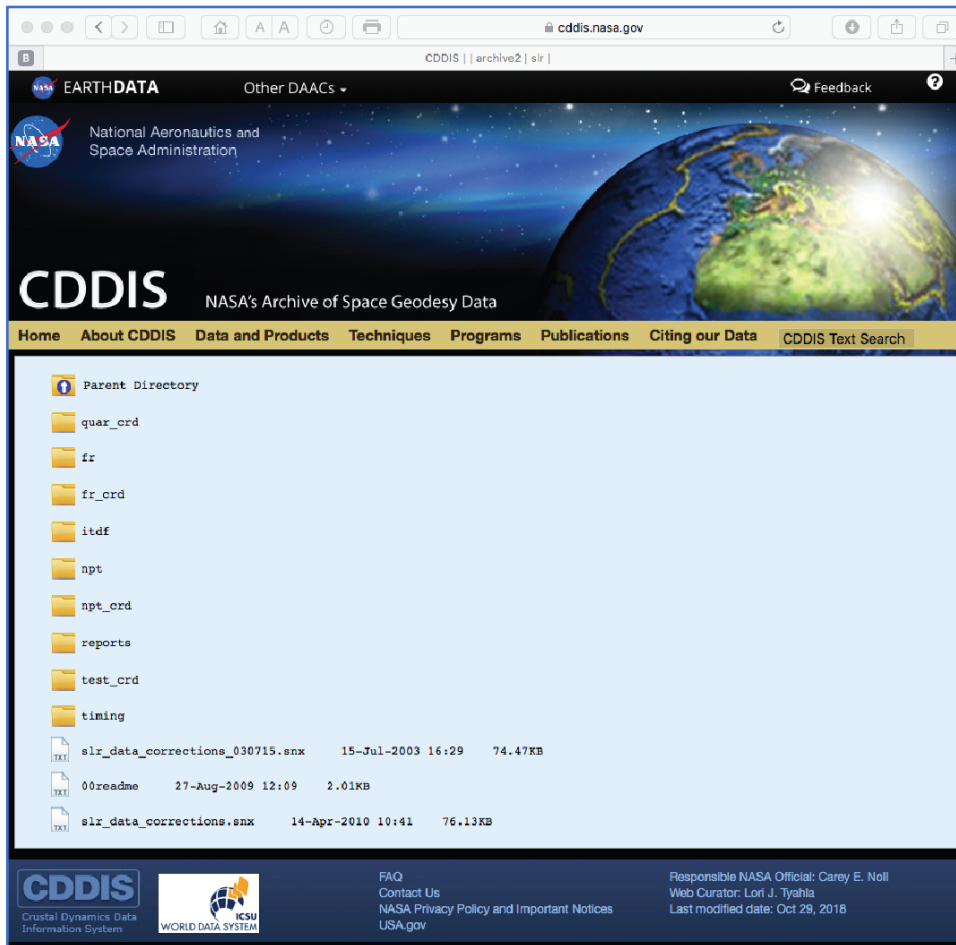 A A
cddis.nasa.gov
B
CDDIS | | archive2 | slr |
+
NASA EARTHDATA Other DAACs Feedback ?
NASA
National Aeronautics and
Space Administration
CDDIS NASA's Archive of Space Geodesy Data
Home About CDDIS Data and Products Techniques Programs Publications Citing our Data CDDIS Text Search
Parent Directory
quar_crd
fr
fr_crd
itdf
npt
npt_crd
reports
test_crd
timing
TXT slr_data_corrections_030715.snx 15-Jul-2003 16:29 74.47KB
TXT 00readme 27-Aug-2009 12:09 2.01KB
TXT slr_data_corrections.snx 14-Apr-2010 10:41 76.13KB
CDDIS
Crustal Dynamics Data
Information System
ICSU
WORLD DATA SYSTEM
FAQ
Contact Us
NASA Privacy Policy and Important Notices
USA.gov
Responsible NASA Official: Carey E. Noll
Web Curator: Lori J. Tyahla
Last modified date: Oct 29, 2018